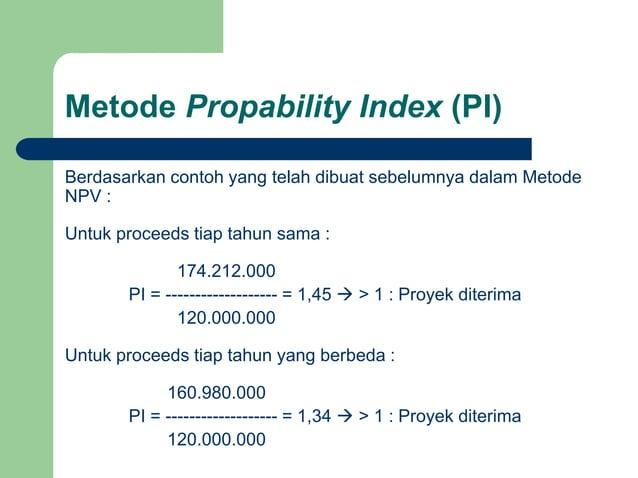 Metode Propability Index (PI)
Berdasarkan contoh yang telah dibuat sebelumnya dalam Metode
NPV :
Untuk proceeds tiap tahun sama :
174.212.000
PI = ------------------- = 1,45 → > 1 : Proyek diterima
120.000.000
Untuk proceeds tiap tahun yang berbeda :
160.980.000
PI = ------------------- = 1,34 → > 1 : Proyek diterima
120.000.000